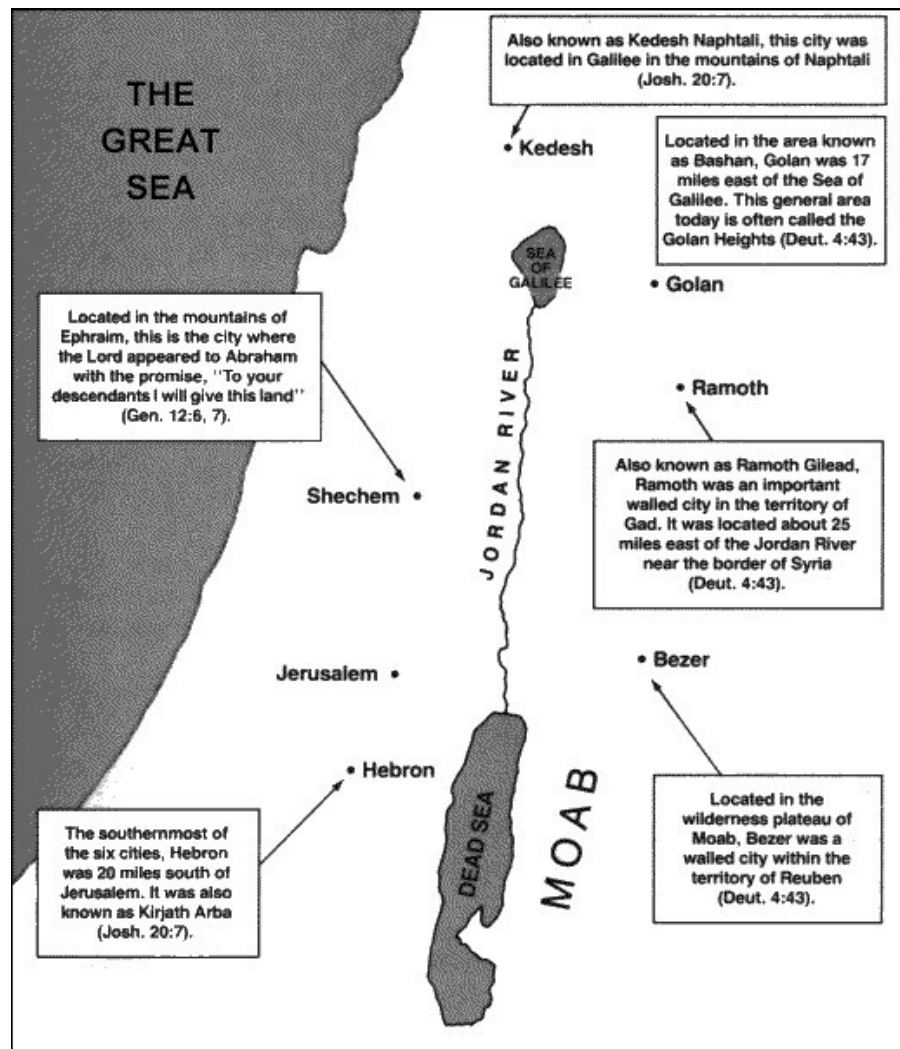 THE
GREAT
SEA
Also known as Kedesh Naphtali, this city was
located in Galilee in the mountains of Naphtali
(Josh. 20:7).
Kedesh
Located in the area known
as Bashan, Golan was 17
miles east of the Sea of
Galilee. This general area
today is often called the
Golan Heights (Deut. 4:43).
SEA
OF
GALILEE
Golan
Located in the mountains of
Ephraim, this is the city where
the Lord appeared to Abraham
with the promise, "To your
descendants I will give this land"
(Gen. 12:6, 7).
JORDAN RIVER
Ramoth
Also known as Ramoth Gilead,
Ramoth was an important
walled city in the territory of
Gad. It was located about 25
miles east of the Jordan River
near the border of Syria
(Deut. 4:43).
Shechem
Jerusalem
Bezer
Hebron
DEAD SEA
MOAB
The southernmost of
the six cities, Hebron
was 20 miles south of
Jerusalem. It was also
known as Kirjath Arba
(Josh. 20:7).
Located in the
wilderness plateau of
Moab, Bezer was a
walled city within the
territory of Reuben
(Deut. 4:43).